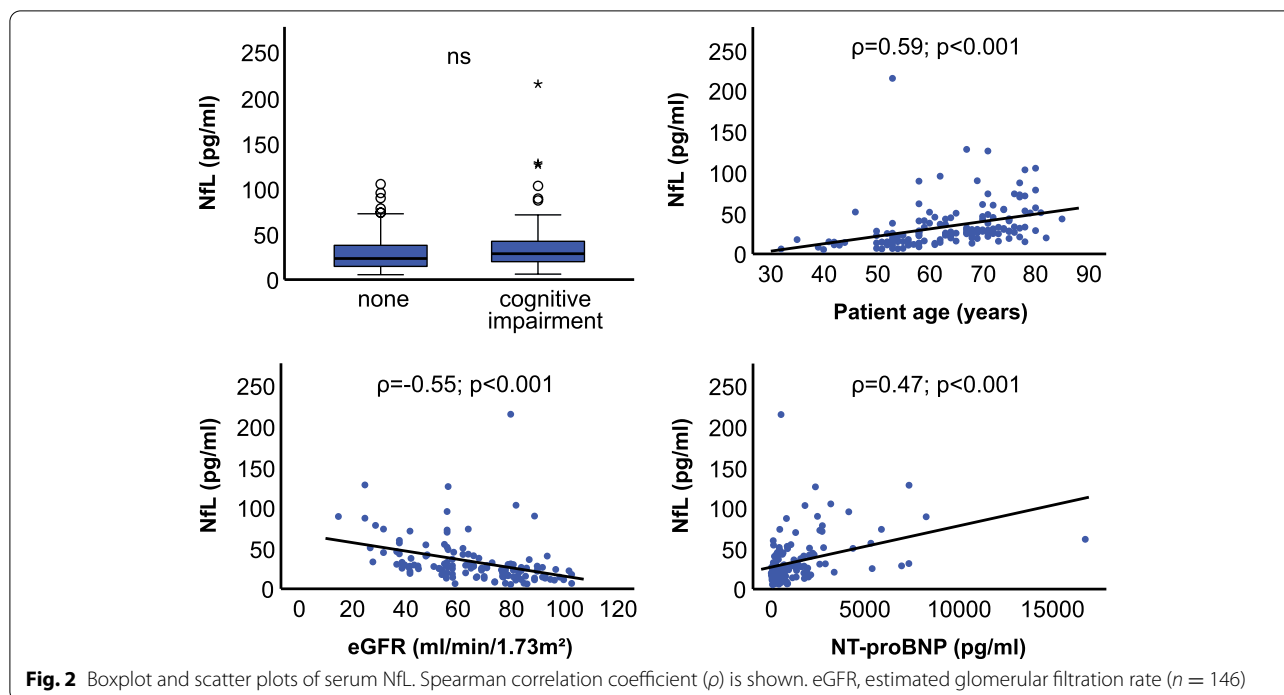 250
200
150
100
50
0
NfL (pg/ml)
ns
none
cognitive
impairment
250
200
150
100
50
0
NfL (pg/ml)
ρ=0.59; p<0.001
30 40 50 60 70 80 90
Patient age (years)
250
200
150
100
50
0
NfL (pg/ml)
ρ=-0.55; p<0.001
0 20 40 60 80 100 120
eGFR (ml/min/1.73m²)
250
200
150
100
50
0
NfL (pg/ml)
ρ=0.47; p<0.001
0 5000 10000 15000
NT-proBNP (pg/ml)
Fig. 2 Boxplot and scatter plots of serum NfL. Spearman correlation coefficient (ρ) is shown. eGFR, estimated glomerular filtration rate (n = 146)